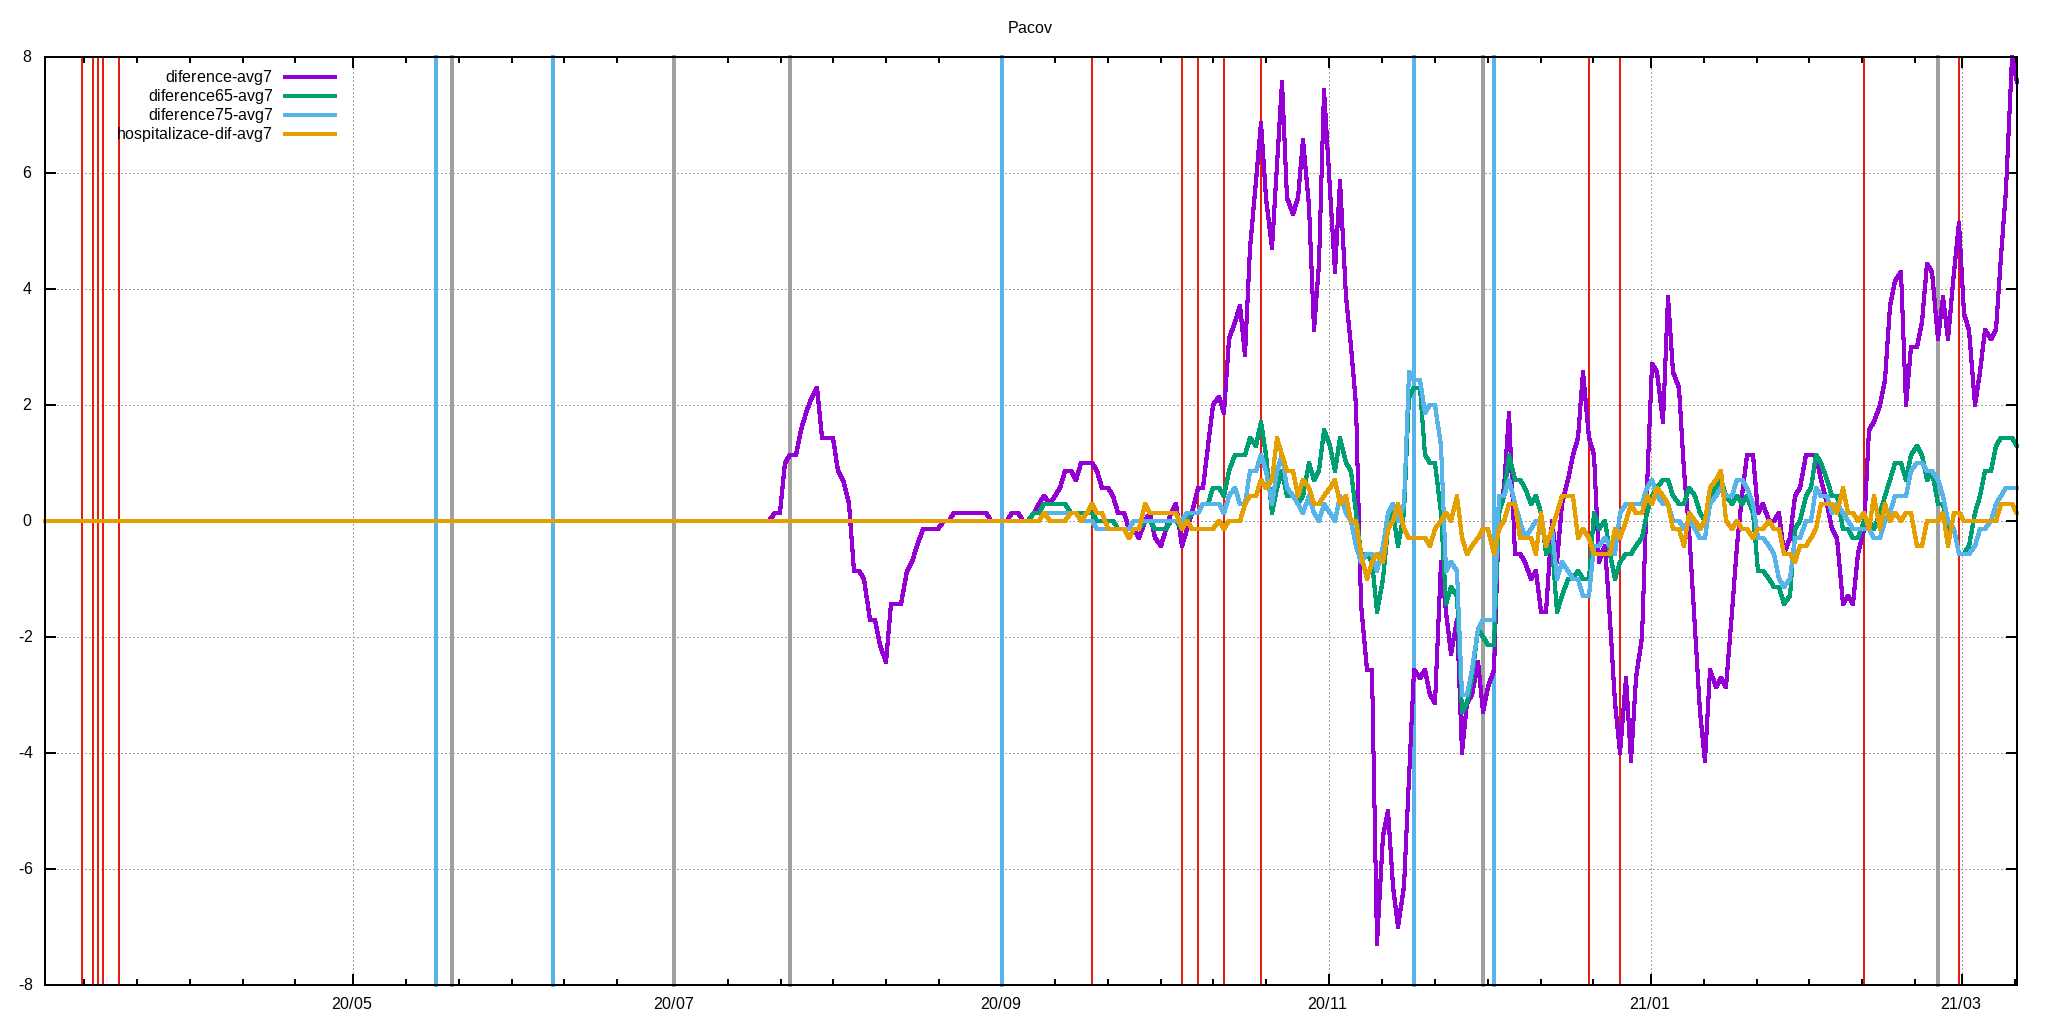 Pacov
8
diference-avg7
diference65-avg7
diference75-avg7
hospitalizace-dif-avg7
6
4
2
0
-2
-4
-6
-8
20/05 20/07 20/09 20/11 21/01 21/03